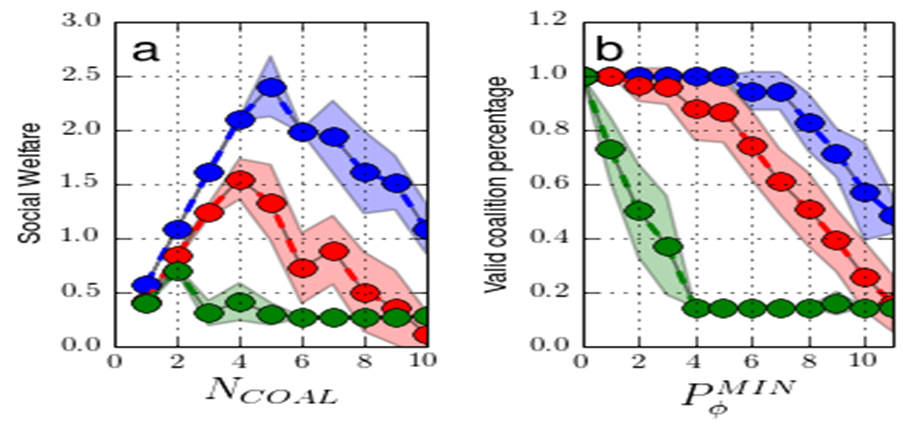 a
Social Welfare
3.0
2.5
2.0
1.5
1.0
0.5
0.0
0 2 4 6 8 10
N_{COAL}
b
Valid coalition percentage
1.2
1.0
0.8
0.6
0.4
0.2
0.0
0 2 4 6 8 10
P_ϕ^{MIN}